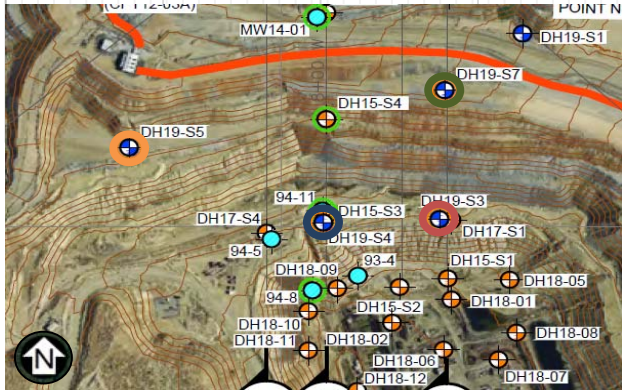 (CPT12-03A)
POINT N
MW14-01
DH19-S1
DH19-S7
DH15-S4
DH19-S5
94-11
DH15-S3
DH19-S3
DH17-S4
DH17-S1
DH19-S4
94-5
93-4
DH18-09
DH15-S1
DH18-05
94-8
DH15-S2
DH18-01
DH18-10
DH18-08
DH18-11
DH18-02
DH18-06
DH18-07
DH18-12
N